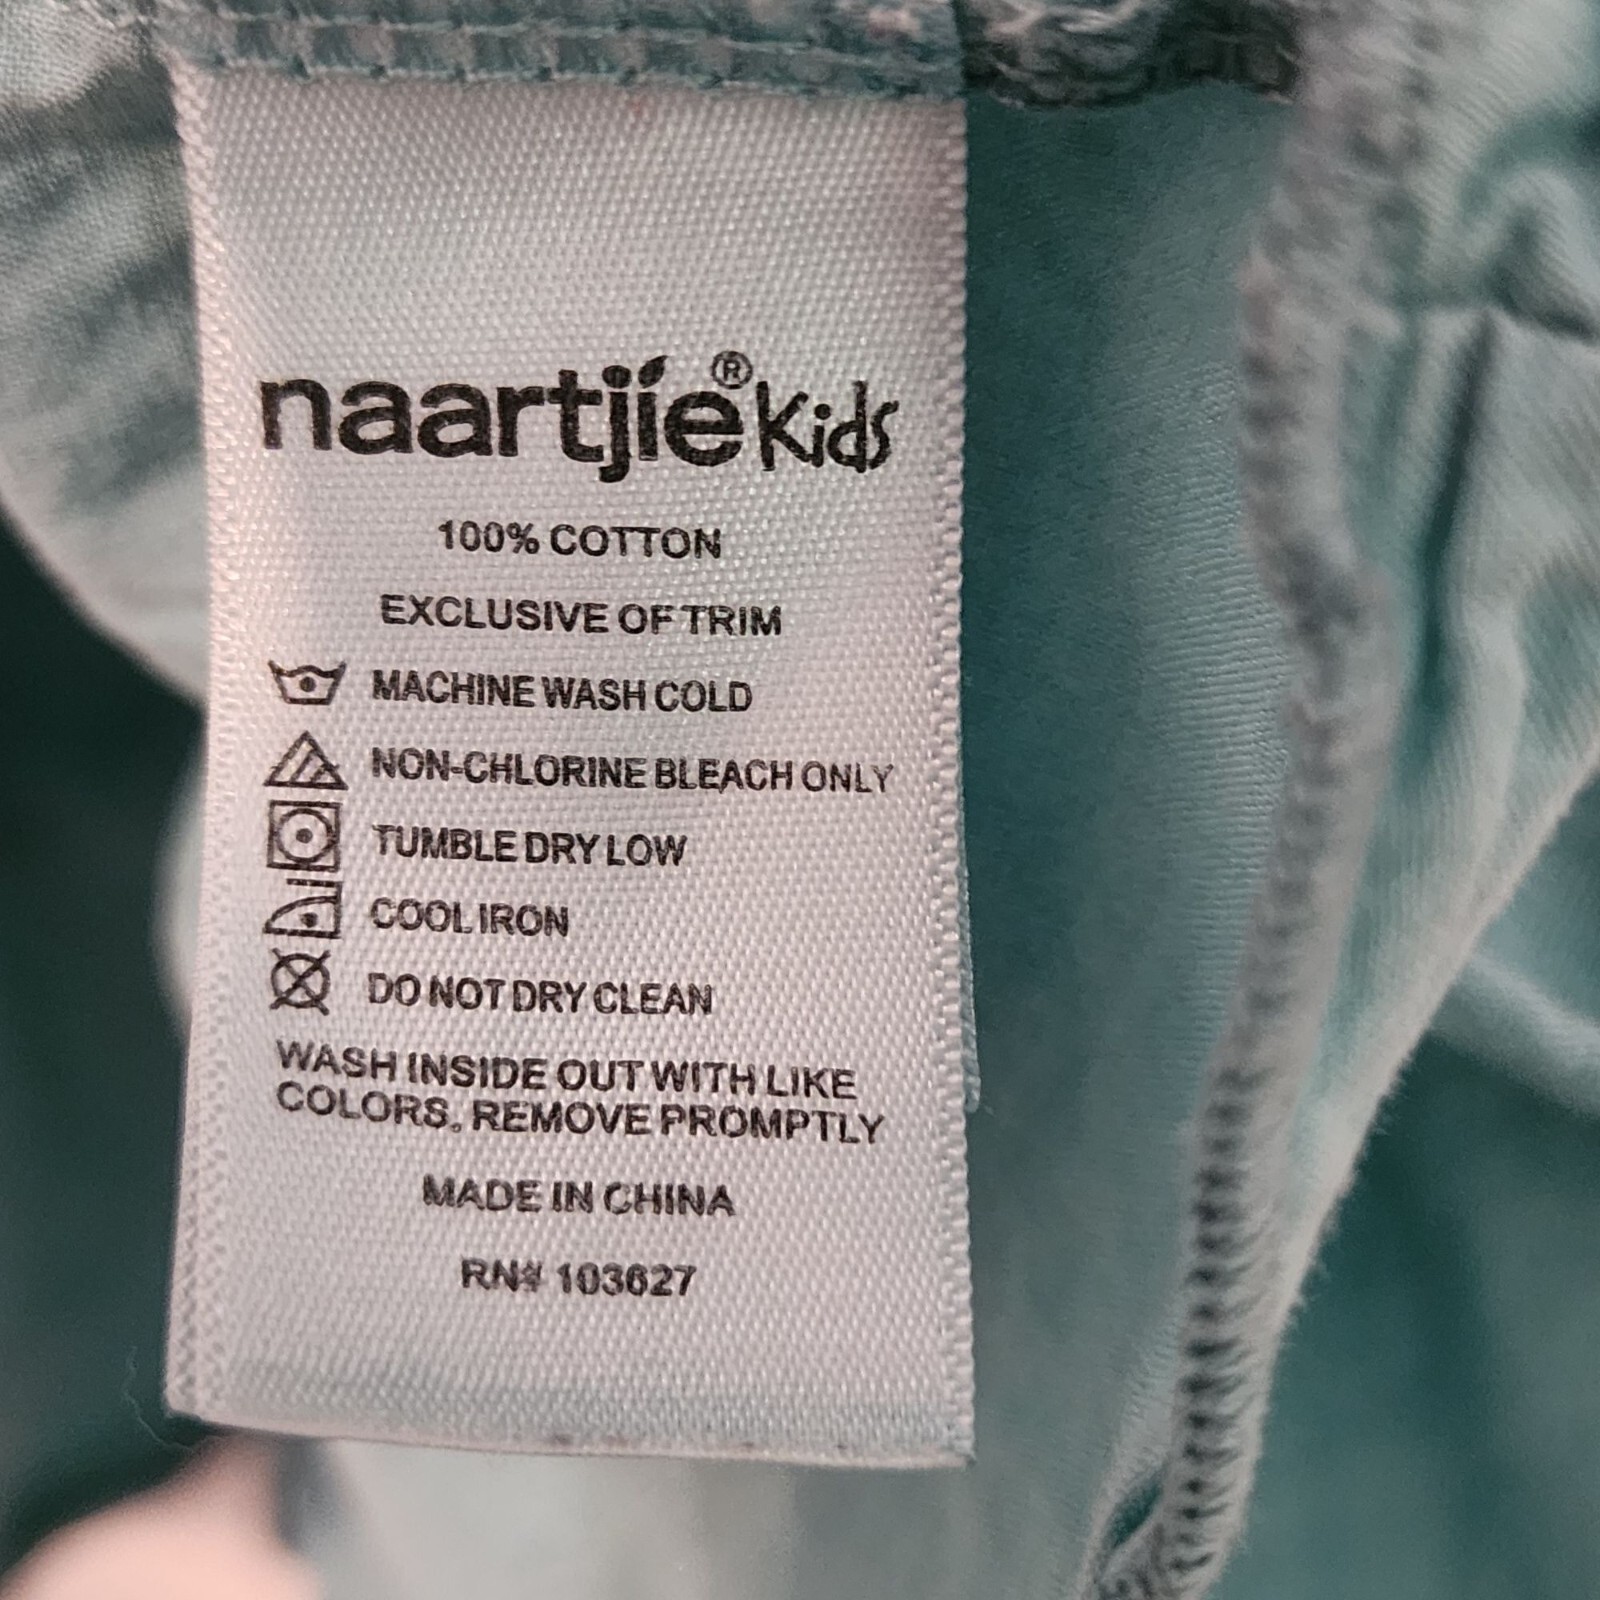 naartjie® Kids
100% COTTON
EXCLUSIVE OF TRIM
MACHINE WASH COLD
NON-CHLORINE BLEACH ONLY
TUMBLE DRY LOW
COOL IRON
DO NOT DRY CLEAN
WASH INSIDE OUT WITH LIKE
COLORS. REMOVE PROMPTLY
MADE IN CHINA
RN# 103627